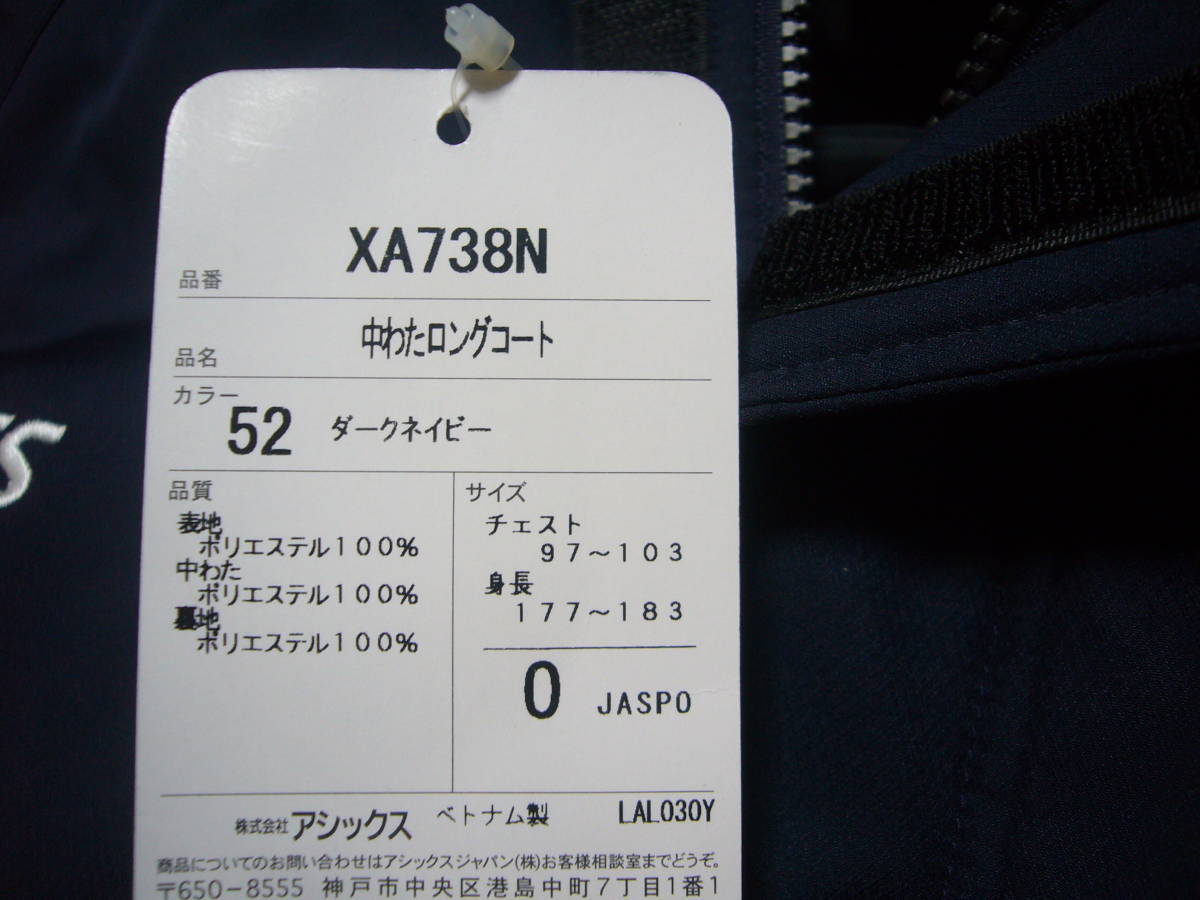 XA738N
品番
中わたロングコート
品名
カラー
52 ダークネイビー
品質
表地
ポリエステル100%
中わた
ポリエステル100%
裏地
ポリエステル100%
サイズ
チェスト
97~103
身長
177~183
O JASPO
株式会社アシックス ベトナム製 LAL030Y
商品についてのお問い合わせはアシックスジャパン(株)お客様相談室までどうぞ。
〒650-8555 神戸市中央区港島中町7丁目1番1